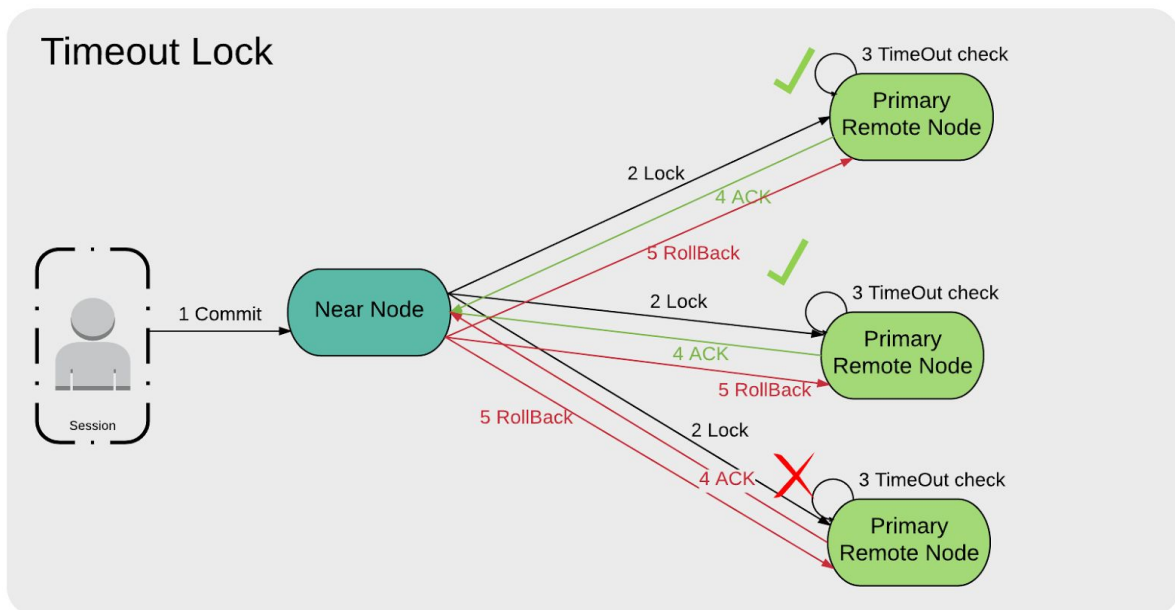 Timeout Lock
3 TimeOut check
Primary
Remote Node
2 Lock
4 ACK
5 RollBack
3 TimeOut check
Primary
Remote Node
2 Lock
4 ACK
5 RollBack
Near Node
1 Commit
Session
5 RollBack
2 Lock
4 ACK
3 TimeOut check
Primary
Remote Node